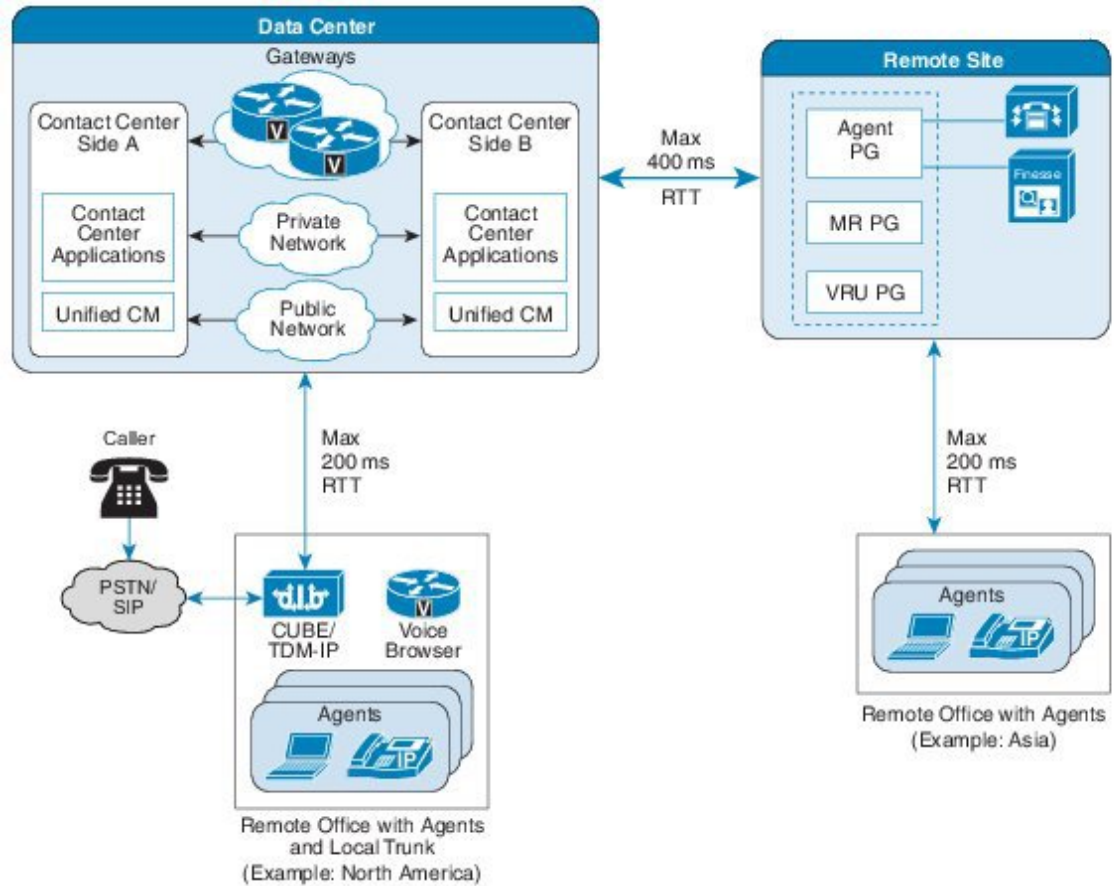 Data Center
Gateways
Contact Center
Side A
Contact
Center
Applications
Unified CM
V
V
Private
Network
Public
Network
Contact Center
Side B
Contact
Center
Applications
Unified CM
Max
400 ms
RTT
Remote Site
Agent
PG
MR PG
VRU PG
Finesse
Caller
PSTN/
SIP
Max
200 ms
RTT
CUBE/
TDM-IP
V
Voice
Browser
Agents
IP
Remote Office with Agents
and Local Trunk
(Example: North America)
Max
200 ms
RTT
Agents
IP
Remote Office with Agents
(Example: Asia)